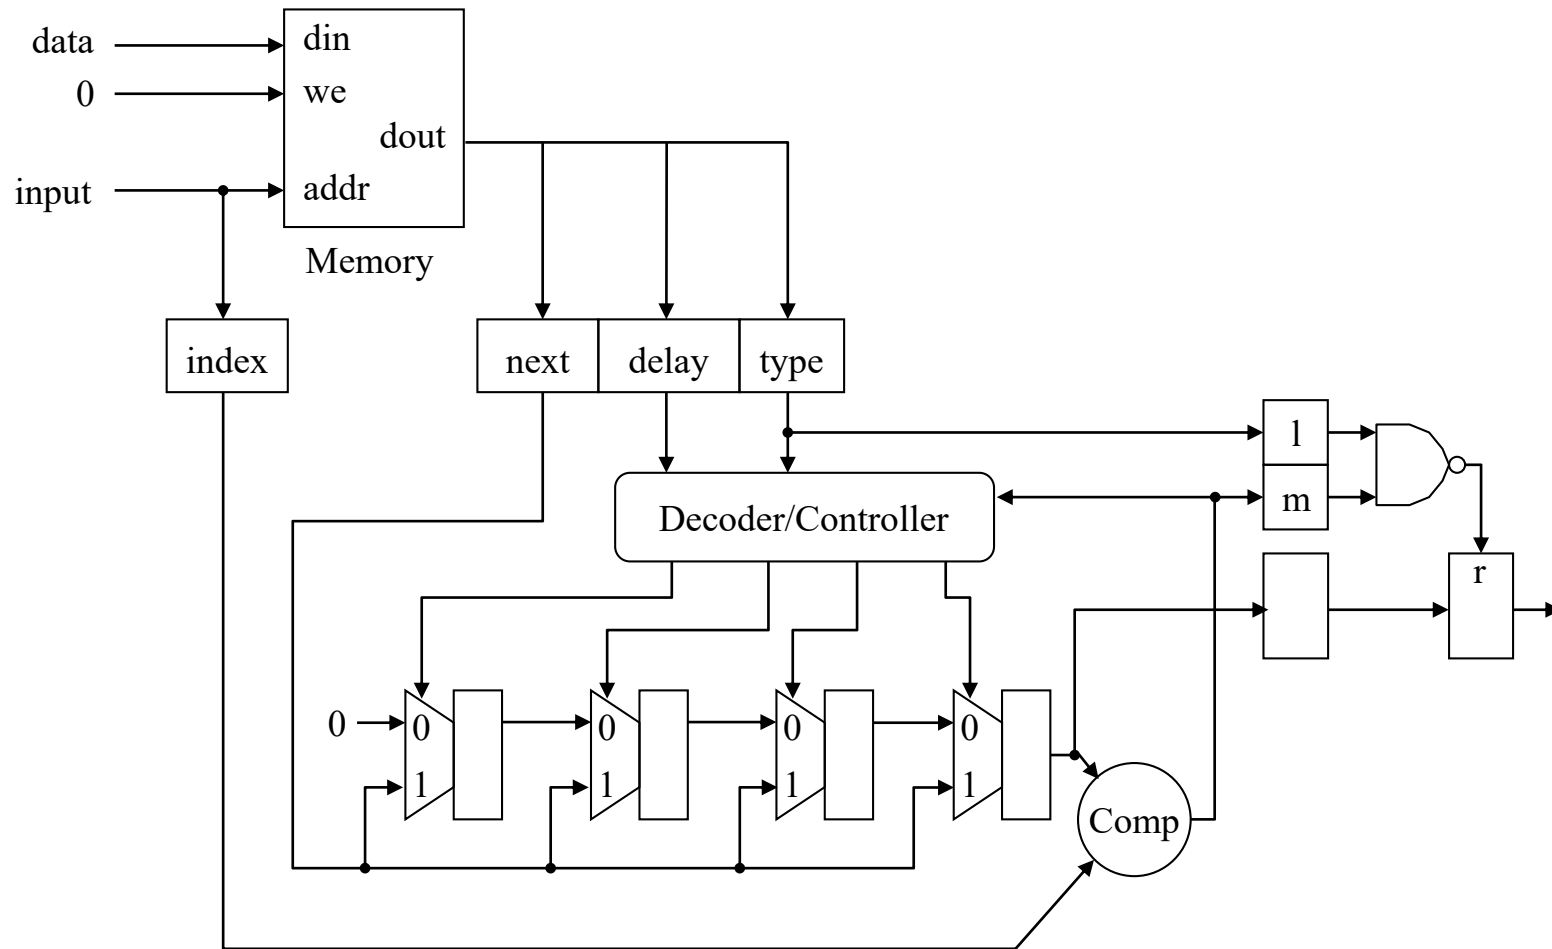 data
din
0
we
dout
input
addr
Memory
index
next
delay
type
l
m
Decoder/Controller
r
0
0
0
0
0
1
1
1
1
Comp